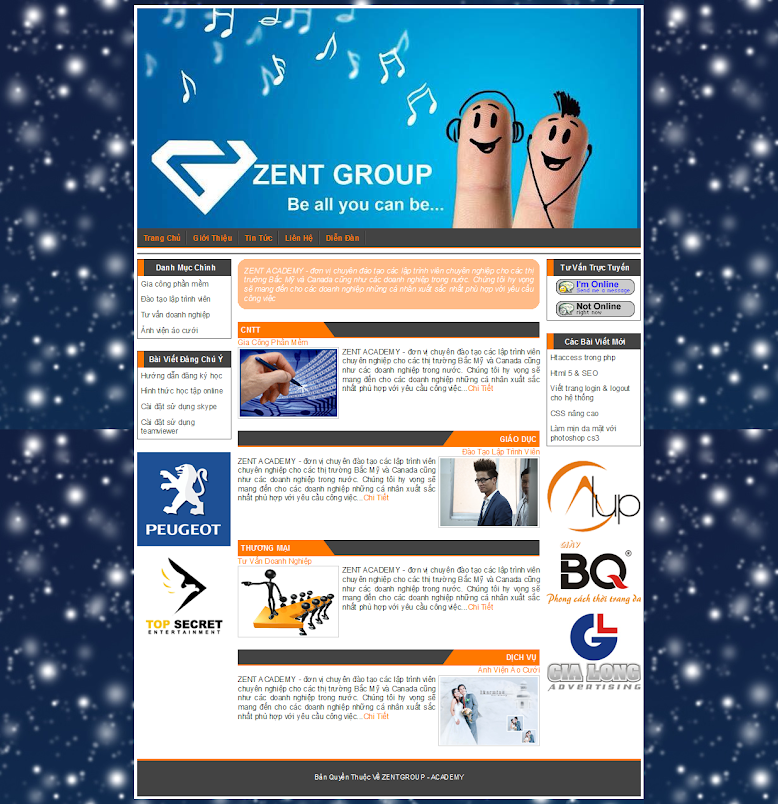 ZENT GROUP
Be all you can be...
Trang Chủ
Giới Thiệu
Tin Tức
Liên Hệ
Diễn Đàn
Danh Mục Chính
Gia công phần mềm
Đào tạo lập trình viên
Tư vấn doanh nghiệp
Ảnh viện áo cưới
Bài Viết Đáng Chú Ý
Hướng dẫn đăng ký học
Hình thức học tập online
Cài đặt sử dụng skype
Cài đặt sử dụng
teamviewer
PEUGEOT
TOP SECRET
ENTERTAINMENT
ZENT ACADEMY - đơn vị chuyên đào tạo các lập trình viên chuyên nghiệp cho các thị
trường Bắc Mỹ và Canada cũng như các doanh nghiệp trong nước. Chúng tôi hy vọng
sẽ mang đến cho các doanh nghiệp những cá nhân xuất sắc nhất phù hợp với yêu cầu
công việc
CNTT
Gia Công Phần Mềm
ZENT ACADEMY - đơn vị chuyên đào tạo các lập trình viên
chuyên nghiệp cho các thị trường Bắc Mỹ và Canada cũng
như các doanh nghiệp trong nước. Chúng tôi hy vọng sẽ
mang đến cho các doanh nghiệp những cá nhân xuất sắc
nhất phù hợp với yêu cầu công việc...Chi Tiết
GIÁO DỤC
Đào Tạo Lập Trình Viên
ZENT ACADEMY - đơn vị chuyên đào tạo các lập trình viên
chuyên nghiệp cho các thị trường Bắc Mỹ và Canada cũng
như các doanh nghiệp trong nước. Chúng tôi hy vọng sẽ
mang đến cho các doanh nghiệp những cá nhân xuất sắc
nhất phù hợp với yêu cầu công việc...Chi Tiết
THƯƠNG MẠI
Tư Vấn Doanh Nghiệp
ZENT ACADEMY - đơn vị chuyên đào tạo các lập trình viên
chuyên nghiệp cho các thị trường Bắc Mỹ và Canada cũng
như các doanh nghiệp trong nước. Chúng tôi hy vọng sẽ
mang đến cho các doanh nghiệp những cá nhân xuất sắc
nhất phù hợp với yêu cầu công việc...Chi Tiết
DỊCH VỤ
Ảnh Viện Áo Cưới
ZENT ACADEMY - đơn vị chuyên đào tạo các lập trình viên
chuyên nghiệp cho các thị trường Bắc Mỹ và Canada cũng
như các doanh nghiệp trong nước. Chúng tôi hy vọng sẽ
mang đến cho các doanh nghiệp những cá nhân xuất sắc
nhất phù hợp với yêu cầu công việc...Chi Tiết
Tư Vấn Trực Tuyến
I'm Online
Send me a message
Not Online
right now
Các Bài Viết Mới
Htaccess trong php
Html 5 & SEO
Viết trang login & logout
cho hệ thống
CSS nâng cao
Làm mịn da mặt với
photoshop cs3
Alup
GIÀY
BQ®
Phong cách thời trang da
GL
GIA LONG
ADVERTISING
Bản Quyền Thuộc Về ZENTGROUP - ACADEMY